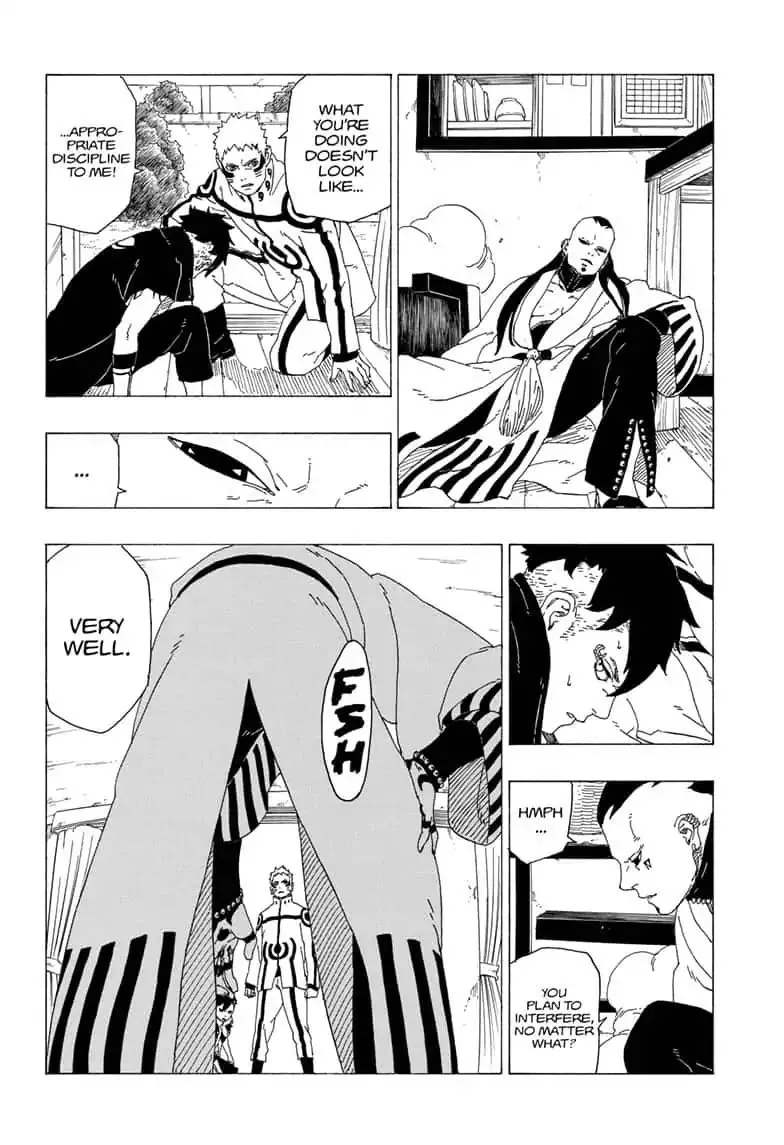 WHAT
YOU'RE
DOING
DOESN'T
LOOK
LIKE...
...APPRO-
PRIATE
DISCIPLINE
TO ME!
...
HMPH
...
YOU
PLAN TO
INTERFERE,
NO MATTER
WHAT?
VERY
WELL.
FSH